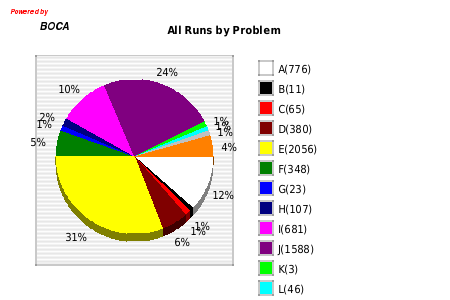 Powered by
BOCA
All Runs by Problem
24%
10%
2%
1%
5%
31%
6%
1%
1%
12%
4%
1%
1%
1%
A(776)
B(11)
C(65)
D(380)
E(2056)
F(348)
G(23)
H(107)
I(681)
J(1588)
K(3)
L(46)